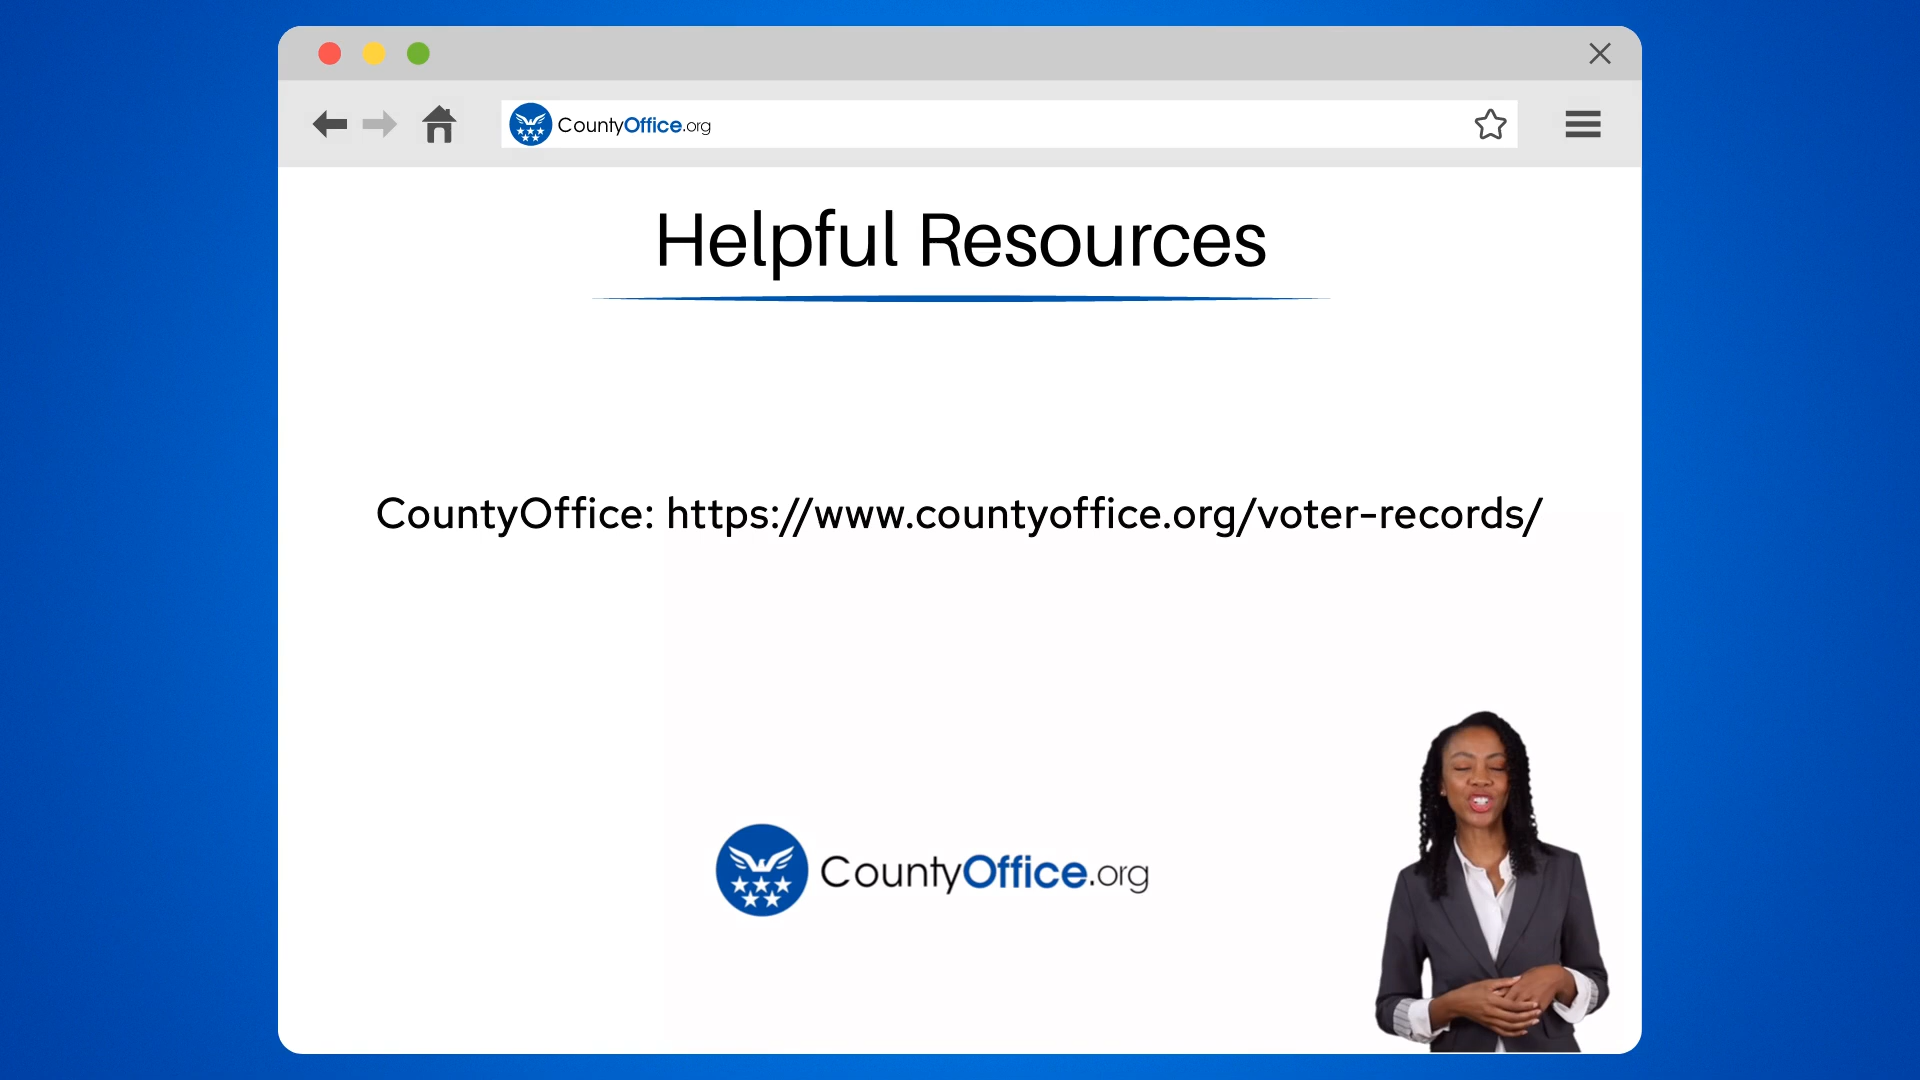 CountyOffice.org
Helpful Resources
CountyOffice: https://www.countyoffice.org/voter-records/
CountyOffice.org